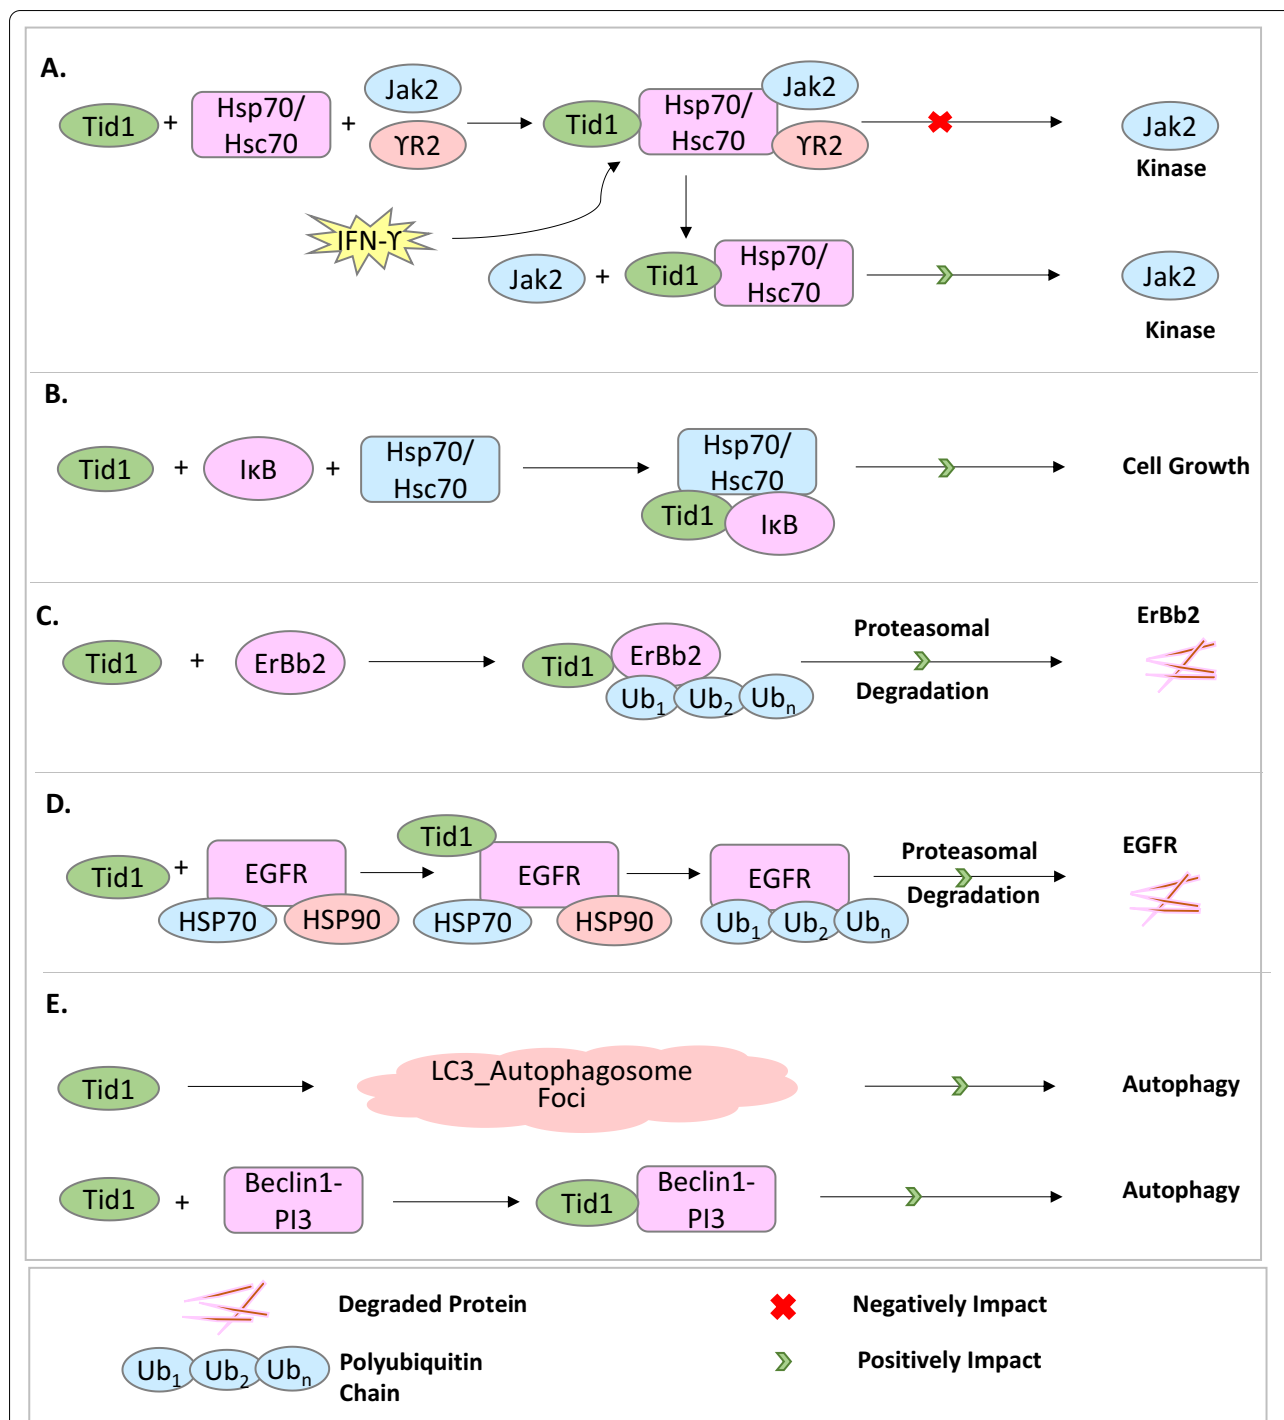 A.
Tid1 + Hsp70/ + Jak2
Hsc70 ϒR2
Tid1 Hsp70/ Jak2
Hsc70 ϒR2
Jak2
Kinase
IFN-ϒ
Jak2 + Tid1 Hsp70/
Hsc70
Jak2
Kinase
B.
Tid1 + IκB + Hsp70/
Hsc70
Hsp70/
Hsc70
Tid1 IκB
Cell Growth
C.
Tid1 + ErBb2
Tid1 ErBb2
Ub1 Ub2 Ubn
Proteasomal
Degradation
ErBb2
D.
Tid1 + EGFR
HSP70 HSP90
Tid1
EGFR
HSP70 HSP90
EGFR
Ub1 Ub2 Ubn
Proteasomal
Degradation
EGFR
E.
Tid1
LC3_Autophagosome
Foci
Autophagy
Tid1 + Beclin1-
PI3
Tid1 Beclin1-
PI3
Autophagy
Degraded Protein
Negatively Impact
Ub1 Ub2 Ubn
Polyubiquitin
Chain
Positively Impact